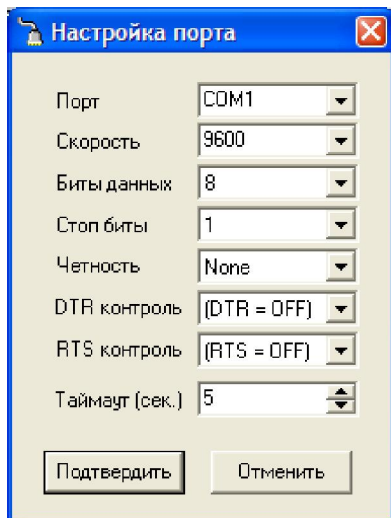 Настройка порта
Порт COM1
Скорость 9600
Биты данных 8
Стоп биты 1
Четность None
DTR контроль (DTR = OFF)
RTS контроль (RTS = OFF)
Таймаут (сек.) 5
Подтвердить Отменить